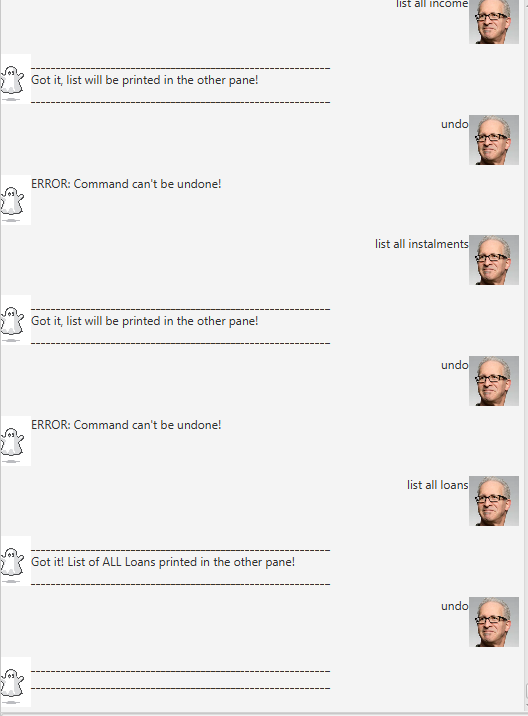 list all income
------------------------------------------------------------
Got it, list will be printed in the other pane!
------------------------------------------------------------
undo
ERROR: Command can't be undone!
list all instalments
------------------------------------------------------------
Got it, list will be printed in the other pane!
------------------------------------------------------------
undo
ERROR: Command can't be undone!
list all loans
------------------------------------------------------------
Got it! List of ALL Loans printed in the other pane!
------------------------------------------------------------
undo
------------------------------------------------------------
------------------------------------------------------------